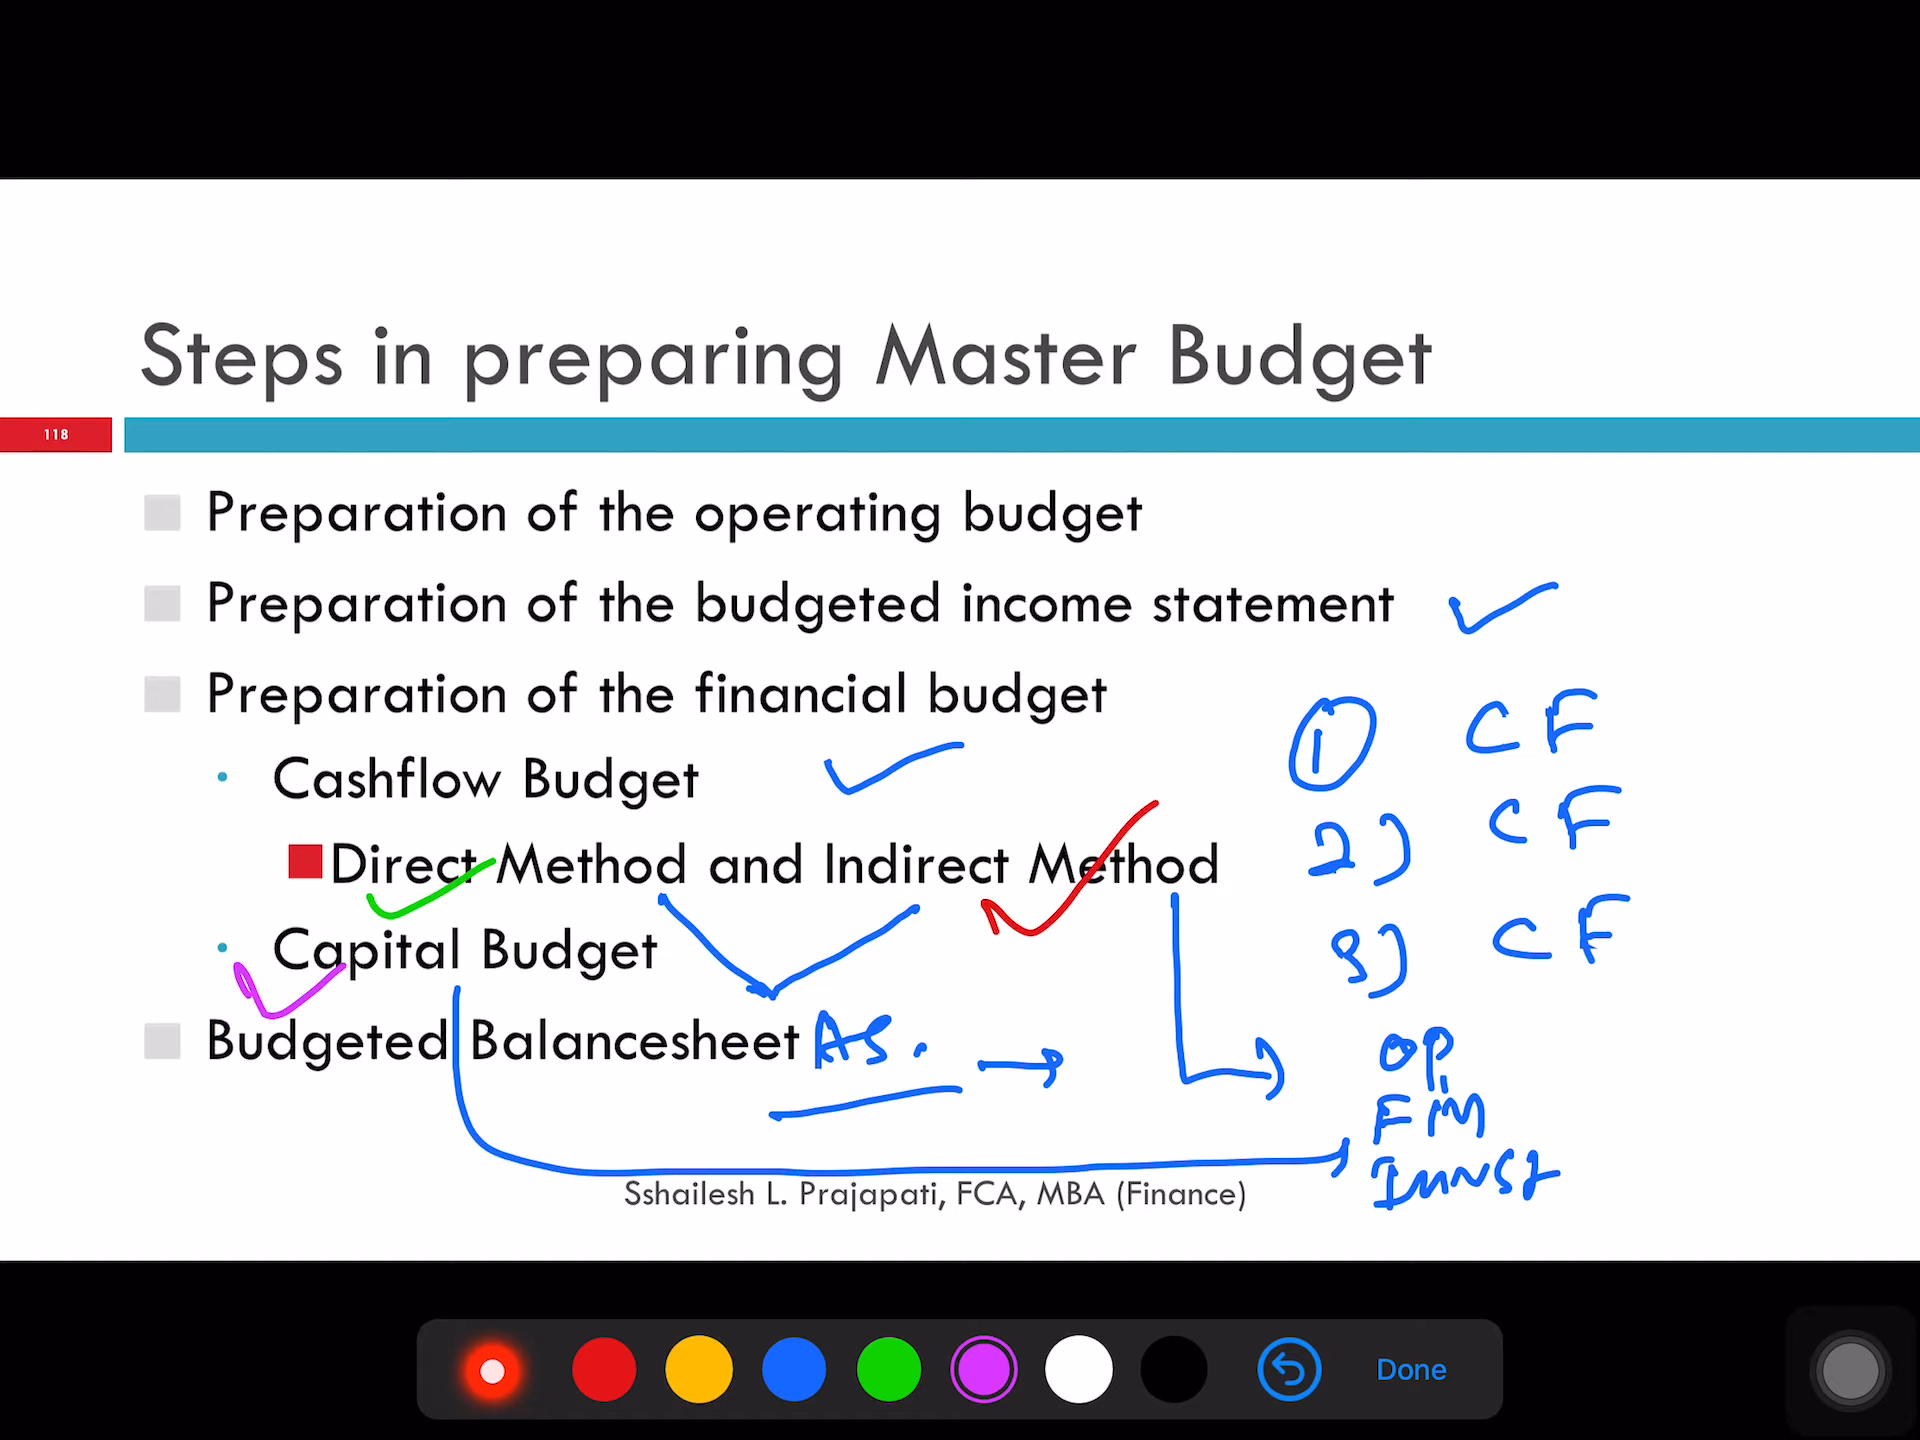 Steps in preparing Master Budget
118
Preparation of the operating budget
Preparation of the budgeted income statement
Preparation of the financial budget
1 CF
Cashflow Budget
2) CF
Direct Method and Indirect Method
3) CF
Capital Budget
Budgeted Balancesheet AS.
OP
FM
Sshailesh L. Prajapati, FCA, MBA (Finance)
Done